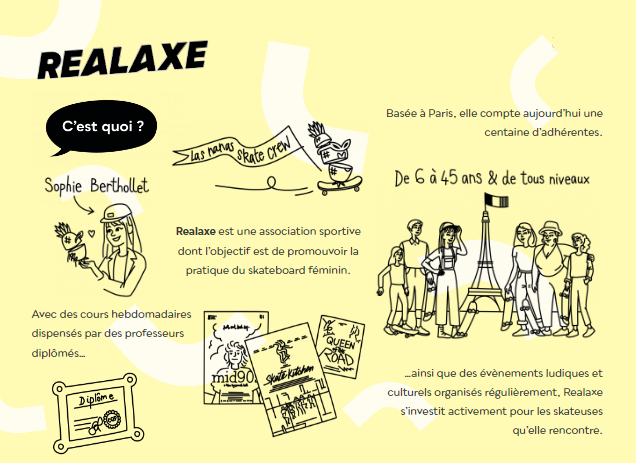 REALAXE
C'est quoi ?
Sophie Berthollet
Las nanas skate crew
Realaxe est une association sportive
dont l'objectif est de promouvoir la
pratique du skateboard féminin.
Basée à Paris, elle compte aujourd'hui une
centaine d'adhérentes.
De 6 à 45 ans & de tous niveaux
Avec des cours hebdomadaires
dispensés par des professeurs
diplômés...
Diplôme
mid90
Skate Kitchen
QUEEN
ROAD
...ainsi que des évènements ludiques et
culturels organisés régulièrement, Realaxe
s'investit activement pour les skateuses
qu'elle rencontre.